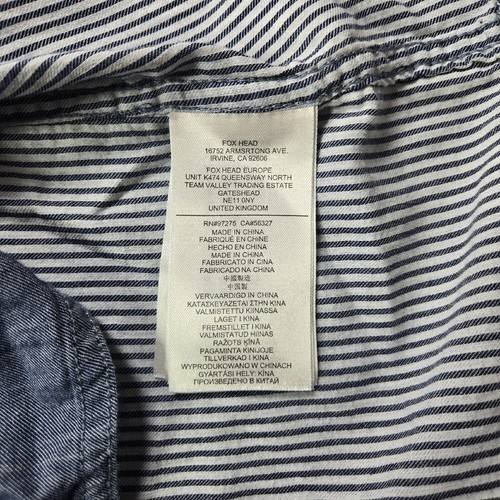 FOX HEAD
16752 ARMSRTONG AVE.
IRVINE, CA 92606
FOX HEAD EUROPE
UNIT K474 QUEENSWAY NORTH
TEAM VALLEY TRADING ESTATE
GATESHEAD
NE11 0NY
UNITED KINGDOM
RN#97275 CA#56327
MADE IN CHINA
FABRIQUÉ EN CHINE
HECHO EN CHINA
MADE IN CHINA
FABBRICATO IN CINA
FABRICADO NA CHINA
中國製造
中国製
VERVAARDIGD IN CHINA
ΚΑΤΑΣΚΕΥΑΖΕΤΑΙ ΣΤΗΝ ΚΙΝΑ
VALMISTETTU KIINASSA
LAGET I KINA
FREMSTILLET I KINA
VALMISTATUD HIINAS
RAŽOTS ĶĪNĀ
PAGAMINTA KINIJOJE
TILLVERKAD I KINA
WYPRODUKOWANO W CHINACH
GYÁRTÁSI HELY: KÍNA
ПРОИЗВЕДЕНО В КИТАЙ